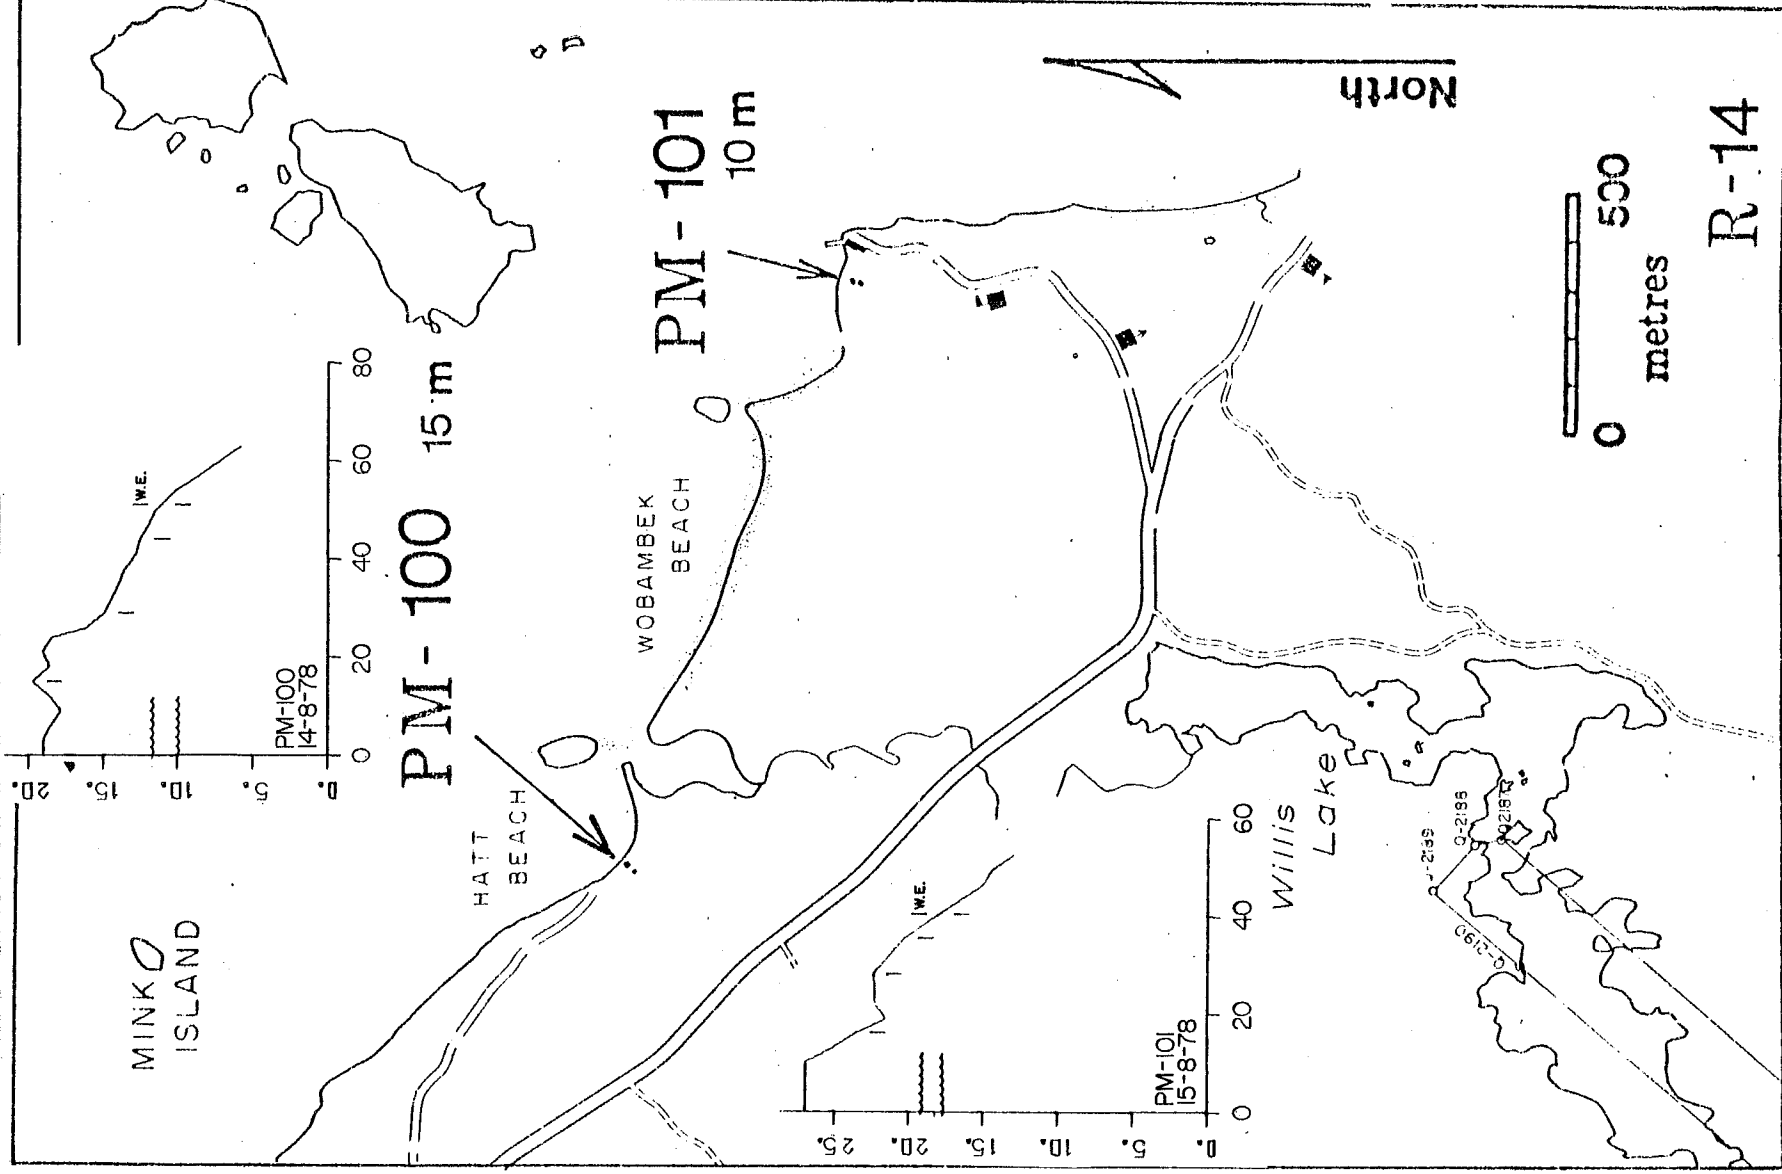 20.
15.
10.
5.
0.
0
20
40
60
80
W.E.
PM-100
14-8-78
PM-100 15 m
PM-101
10 m
North
MINK
ISLAND
HATT
BEACH
WOBAMBEK
BEACH
25.
20.
15.
10.
5.
0.
0
20
40
60
W.E.
PM-101
15-8-78
Willis
Lake
Q-2190
0
500
metres
R-14